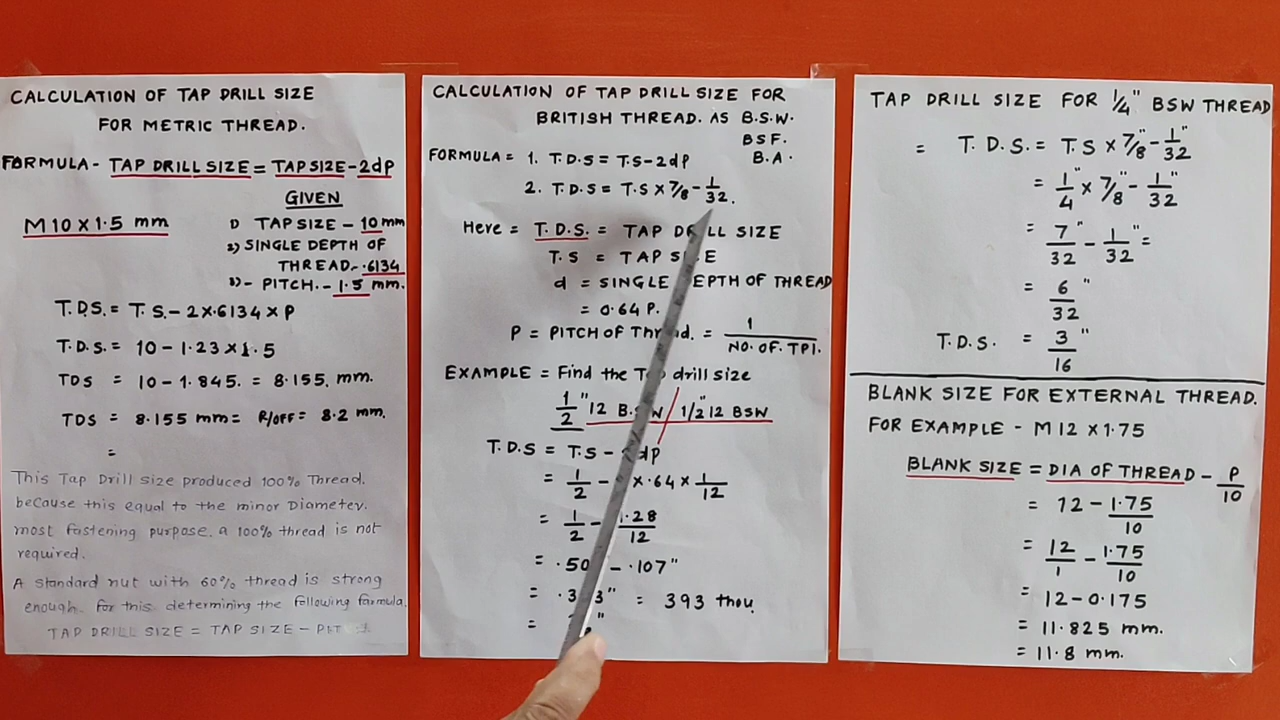 CALCULATION OF TAP DRILL SIZE
FOR METRIC THREAD.
FORMULA - TAP DRILL SIZE = TAP SIZE - 2dP
GIVEN
M10 X 1.5 mm
1) TAP SIZE - 10 mm
2) SINGLE DEPTH OF
THREAD - .6134
3) - PITCH. - 1.5 mm.
T.D.S. = T.S. - 2X.6134 X P
T.D.S. = 10 - 1.23 X 1.5
TDS = 10 - 1.845. = 8.155. mm.
TDS = 8.155 mm = R/OFF = 8.2 mm.
=
This Tap Drill size produced 100% Thread.
because this equal to the minor Diameter.
most fastening purpose. a 100% thread is not
required.
A standard nut with 60% thread is strong
enough. for this determining the following formula.
TAP DRILL SIZE = TAP SIZE -
CALCULATION OF TAP DRILL SIZE FOR
BRITISH THREAD. AS B.S.W.
BSF.
B.A.
FORMULA = 1. T.D.S = T.S - 2dP
2. T.D.S = T.S X 7/8 - 1/32.
Here = T.D.S. = TAP DRILL SIZE
T.S = TAP
d = SINGLE DEPTH OF THREAD
= 0.64 P.
P = PITCH OF Thread. = 1/NO. OF TPI.
EXAMPLE = Find the Tap drill size
1/2" 12 B.S.W / 1/2" 12 BSW
T.D.S = T.S - dP
= 1/2 - X .64 X 1/12
= 1/2 - 1.28/12
= .50 - .107"
= = 393 thou.
=
TAP DRILL SIZE FOR 1/4" BSW THREAD
= T.D.S. = T.S X 7/8" - 1/32"
= 1/4" X 7/8" - 1/32"
= 7/32" - 1/32" =
= 6/32"
T.D.S. = 3/16"
BLANK SIZE FOR EXTERNAL THREAD.
FOR EXAMPLE - M12 X 1.75
BLANK SIZE = DIA OF THREAD - P/10
= 12 - 1.75/10
= 12/1 - 1.75/10
= 12 - 0.175
= 11.825 mm.
= 11.8 mm.